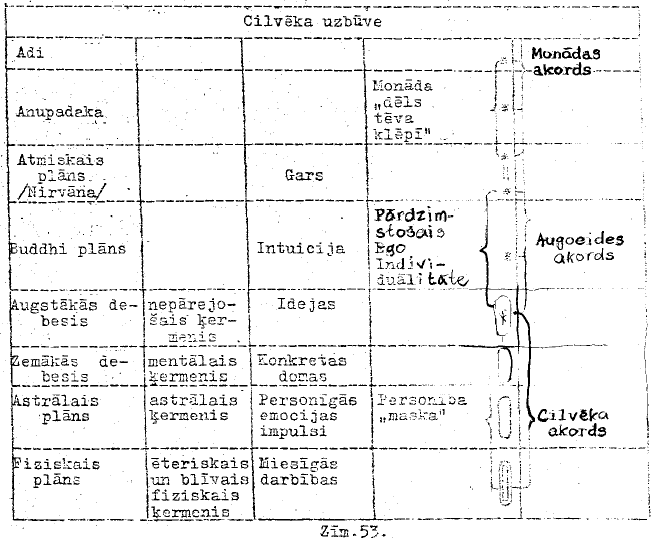 Cilvēka uzbūve
Adi
Monādas
akords
Anupadeka
Monāda
„dēls
tēva
klēpī"
Atmiskais
plāns
/Nirvāna/
Gars
Buddhi plāns
Intuicija
Pārdzim-
stošais
Ego
Indivi-
duālitāte
Augoeides
akords
Augstākās de-
besis
nepārejo-
šais ķer-
menis
Idejas
Zemākās de-
besis
mentālais
ķermenis
Konkretas
domas
Astrālais
plāns
astrālais
ķermenis
Personīgās
emocijas
impulsi
Personība
„maska"
Cilvēka
akords
Fiziskais
plāns
ēteriskais
un blīvais
fiziskais
ķermenis
Miesīgās
darbības
Zīm.53.